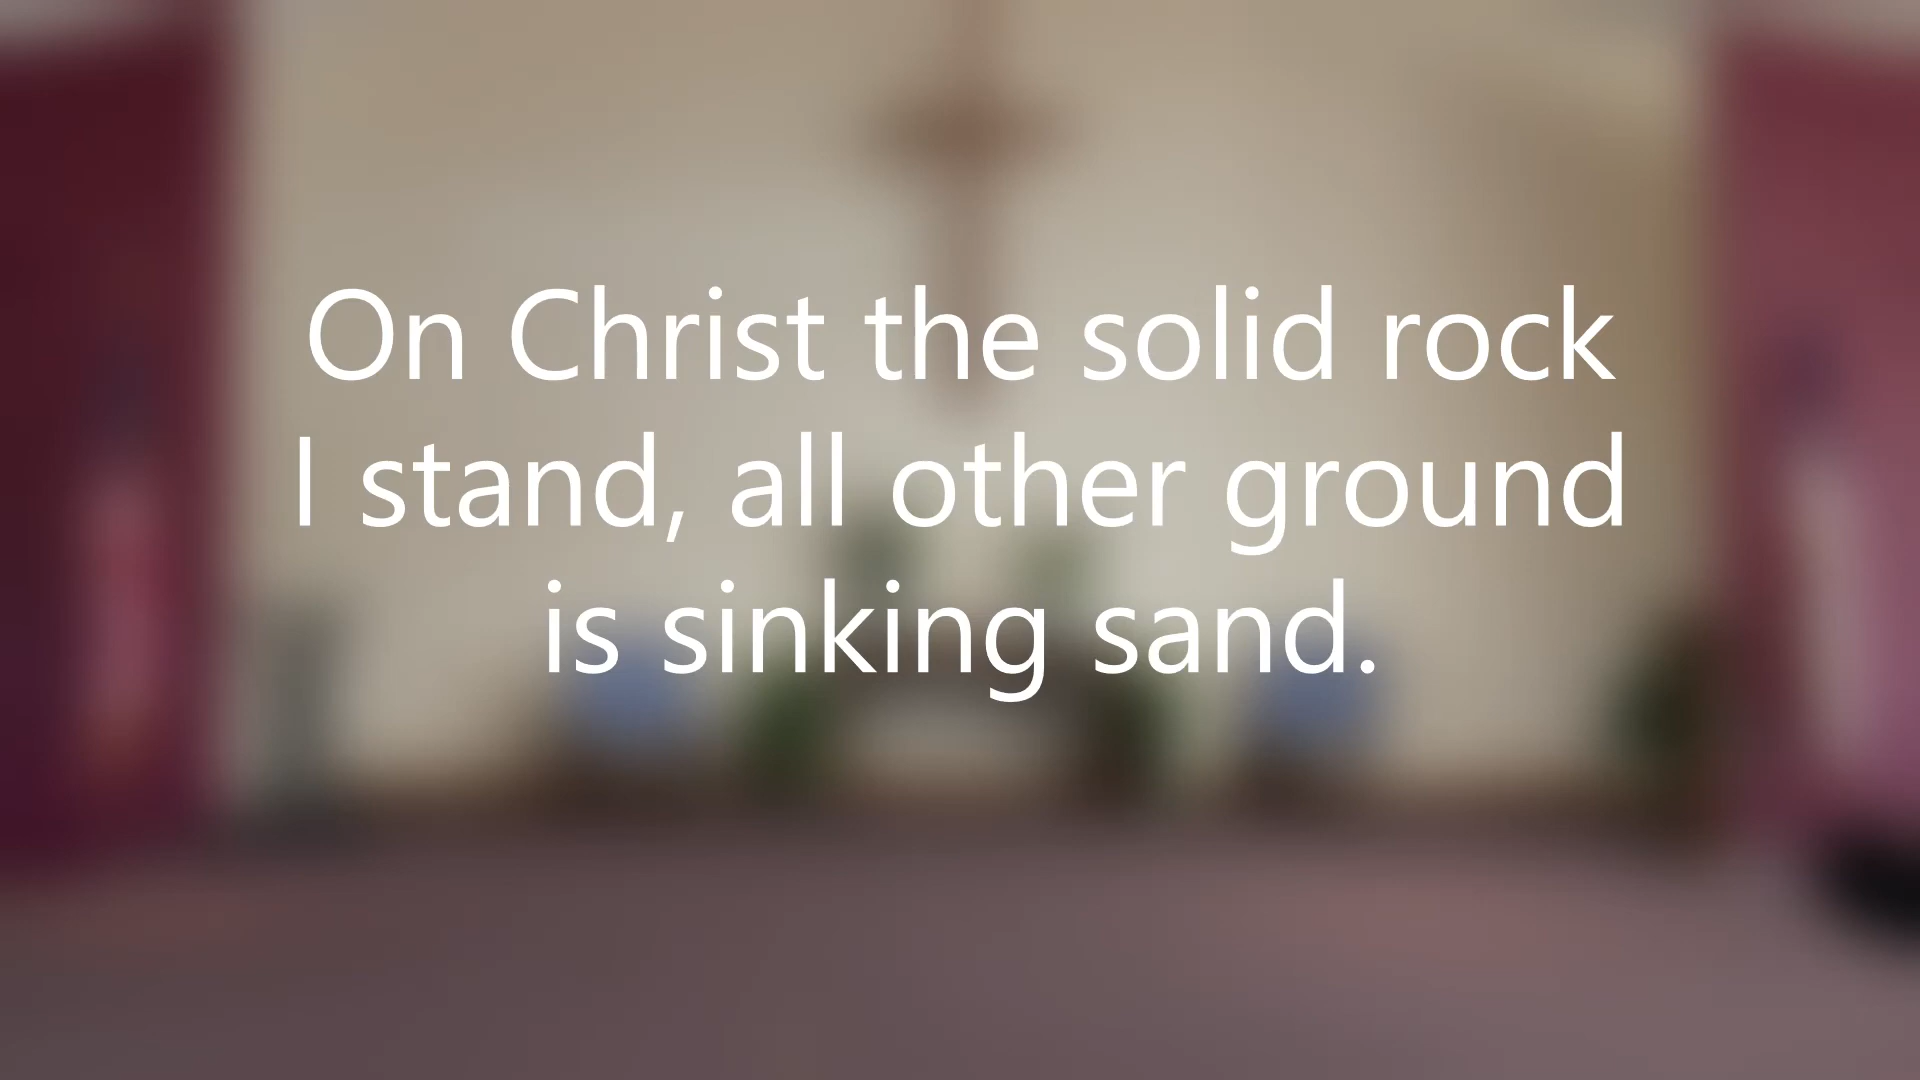 On Christ the solid rock
I stand, all other ground
is sinking sand.